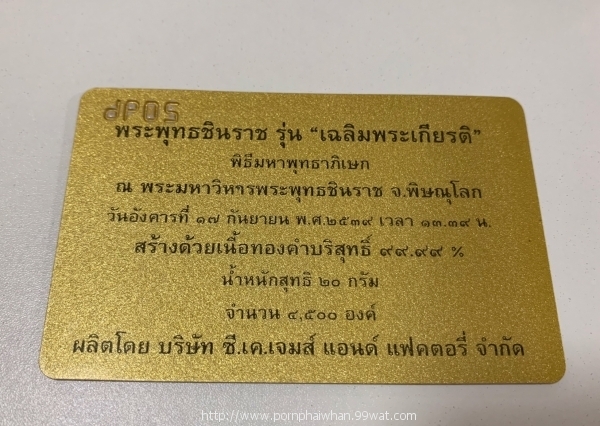 พระพุทธชินราช รุ่น “เฉลิมพระเกียรติ”
พิธีมหาพุทธาภิเษก
ณ พระมหาวิหารพระพุทธชินราช จ.พิษณุโลก
วันอังคารที่ ๑๗ กันยายน พ.ศ.๒๕๓๙ เวลา ๑๓.๓๙ น.
สร้างด้วยเนื้อทองคำบริสุทธิ์ ๙๙.๙๙ %
น้ำหนักสุทธิ ๒๐ กรัม
จำนวน ๔,๕๐๐ องค์
ผลิตโดย บริษัท ซี.เค.เจมส์ แอนด์ แฟคตอรี่ จำกัด
http://www.pornphaiwhan.99wat.com